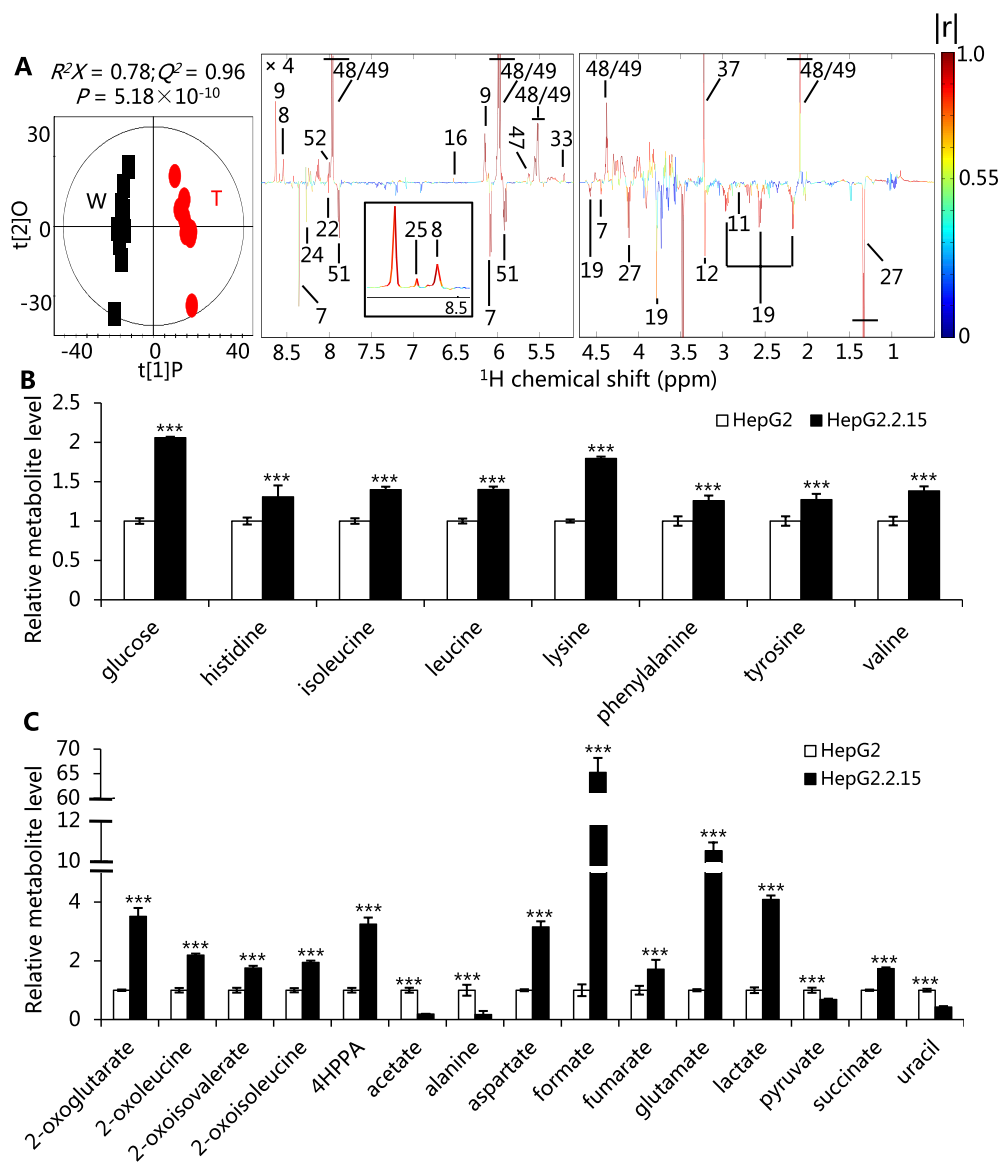 A
R²X = 0.78; Q² = 0.96
P = 5.18×10⁻¹⁰
30
0
-30
t[2]O
W
T
-40 0 40
t[1]P
× 4
9
8
52
48/49
16
9
48/49
48/49
47
33
22
24
51
7
25
8
8.5
7
51
8.5 8 7.5 7 6.5 6 5.5
48/49
37
48/49
19
7
27
19
12
11
19
27
4.5 4 3.5 3 2.5 2 1.5 1
¹H chemical shift (ppm)
|r|
1.0
0.55
0
B
Relative metabolite level
2.5
2
1.5
1
0.5
0
HepG2 HepG2.2.15
*** *** *** *** *** *** *** ***
glucose histidine isoleucine leucine lysine phenylalanine tyrosine valine
C
Relative metabolite level
70
65
60
12
10
4
2
0
HepG2
HepG2.2.15
*** *** *** *** *** *** *** *** *** *** *** *** *** *** ***
2-oxoglutarate 2-oxoleucine 2-oxoisovalerate 2-oxoisoleucine 4HPPA acetate alanine aspartate formate fumarate glutamate lactate pyruvate succinate uracil